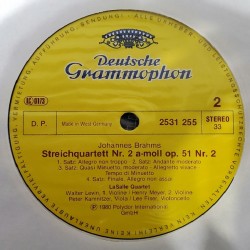 Deutsche
Grammophon
LC 0173
2
D. P.
2531 255
STEREO
33
Made in West Germany
Johannes Brahms
Streichquartett Nr. 2 a-moll op. 51 Nr. 2
1. Satz: Allegro non troppo · 2. Satz: Andante moderato
3. Satz: Quasi Minuetto, Moderato - Allegretto vivace
Tempo di Minuetto
4. Satz: Finale. Allegro non assai
LaSalle Quartet
Walter Levin, Violine · Henry Meyer, Violine
Peter Kamnitzer, Viola · Lee Fiser, Violoncello
℗ 1980 Polydor International
GmbH